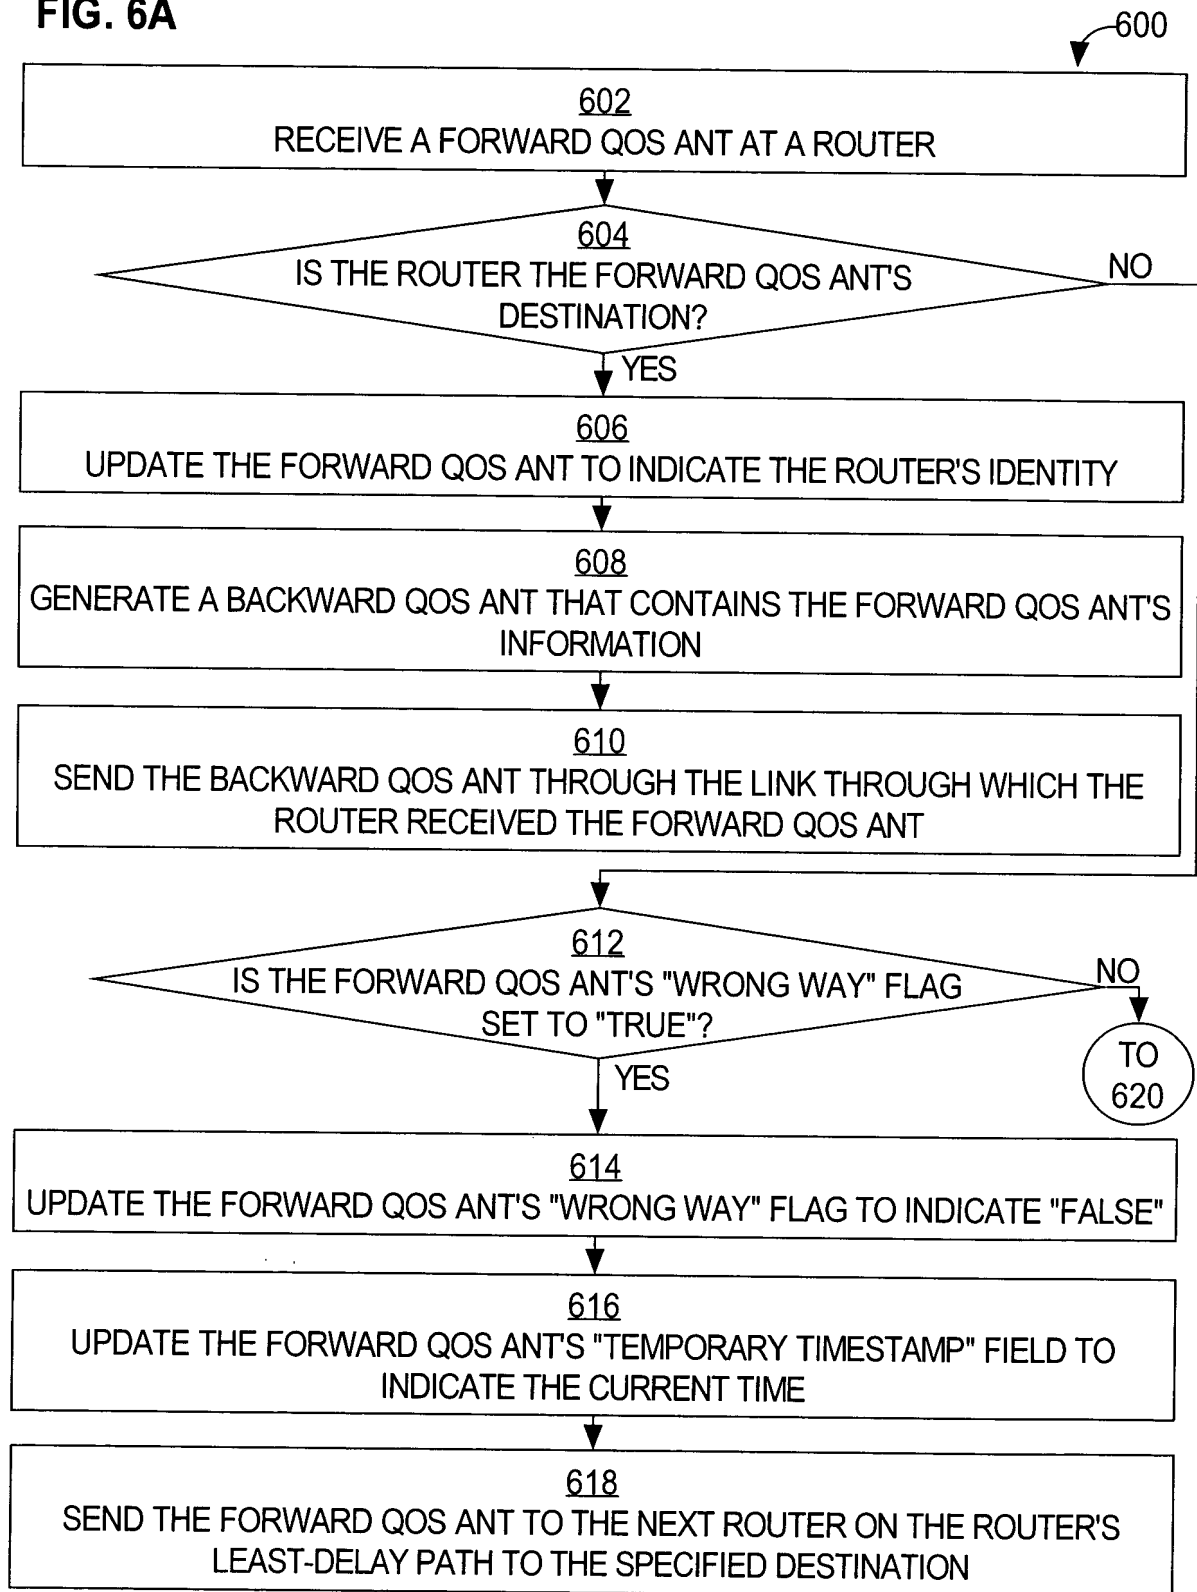 FIG. 6A
600
602
RECEIVE A FORWARD QOS ANT AT A ROUTER
604
IS THE ROUTER THE FORWARD QOS ANT'S
DESTINATION?
NO
YES
606
UPDATE THE FORWARD QOS ANT TO INDICATE THE ROUTER'S IDENTITY
608
GENERATE A BACKWARD QOS ANT THAT CONTAINS THE FORWARD QOS ANT'S
INFORMATION
610
SEND THE BACKWARD QOS ANT THROUGH THE LINK THROUGH WHICH THE
ROUTER RECEIVED THE FORWARD QOS ANT
612
IS THE FORWARD QOS ANT'S "WRONG WAY" FLAG
SET TO "TRUE"?
NO
TO
620
YES
614
UPDATE THE FORWARD QOS ANT'S "WRONG WAY" FLAG TO INDICATE "FALSE"
616
UPDATE THE FORWARD QOS ANT'S "TEMPORARY TIMESTAMP" FIELD TO
INDICATE THE CURRENT TIME
618
SEND THE FORWARD QOS ANT TO THE NEXT ROUTER ON THE ROUTER'S
LEAST-DELAY PATH TO THE SPECIFIED DESTINATION